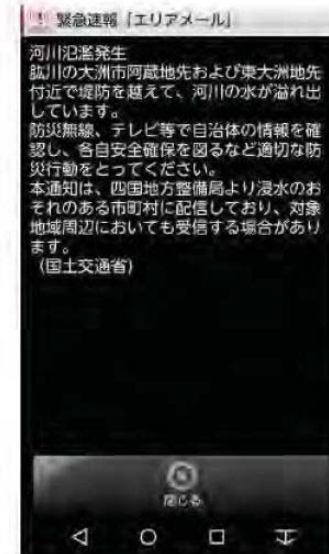 緊急速報「エリアメール」
河川氾濫発生
肱川の大洲市阿蔵地先および東大洲地先
付近で堤防を越えて、河川の水が溢れ出
しています。
防災無線、テレビ等で自治体の情報を確
認し、各自安全確保を図るなど適切な防
災行動をとってください。
本通知は、四国地方整備局より浸水のお
それのある市町村に配信しており、対象
地域周辺においても受信する場合があり
ます。
(国土交通省)
閉じる